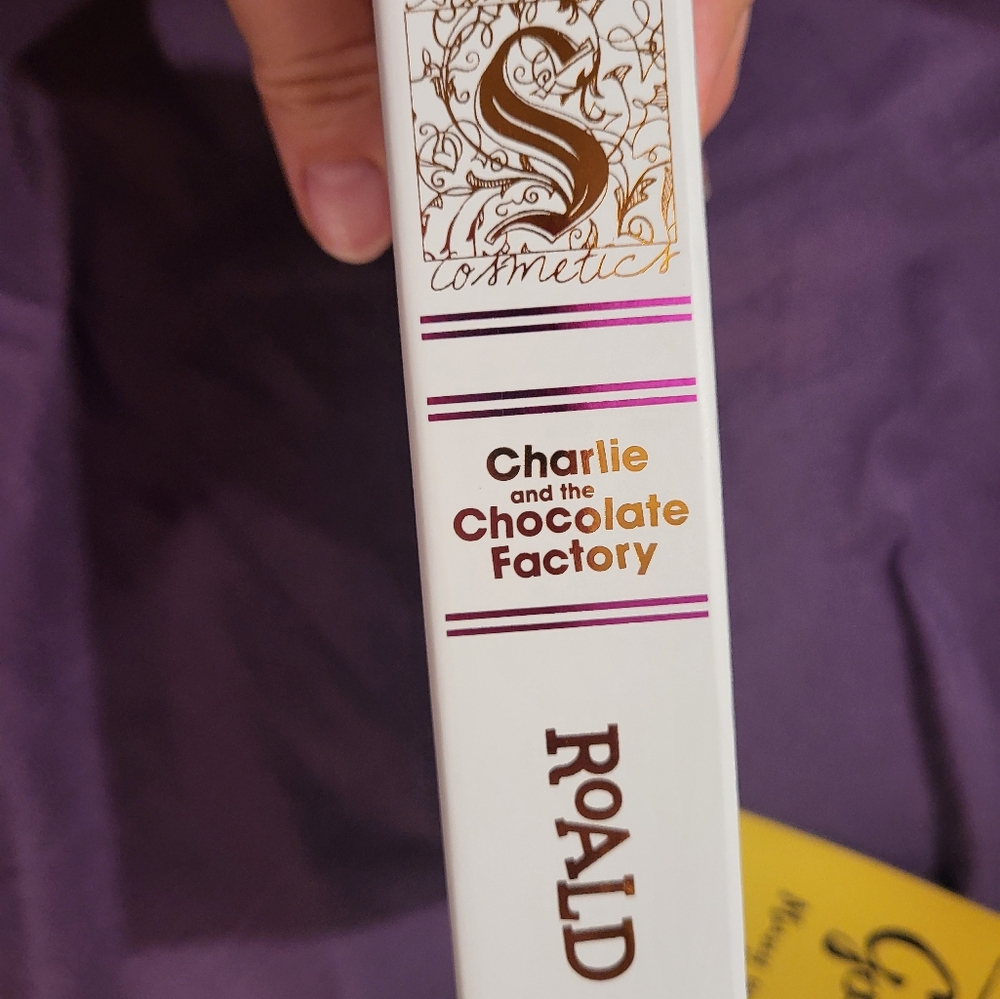 S
cosmetics
Charlie
and the
Chocolate
Factory
ROALD